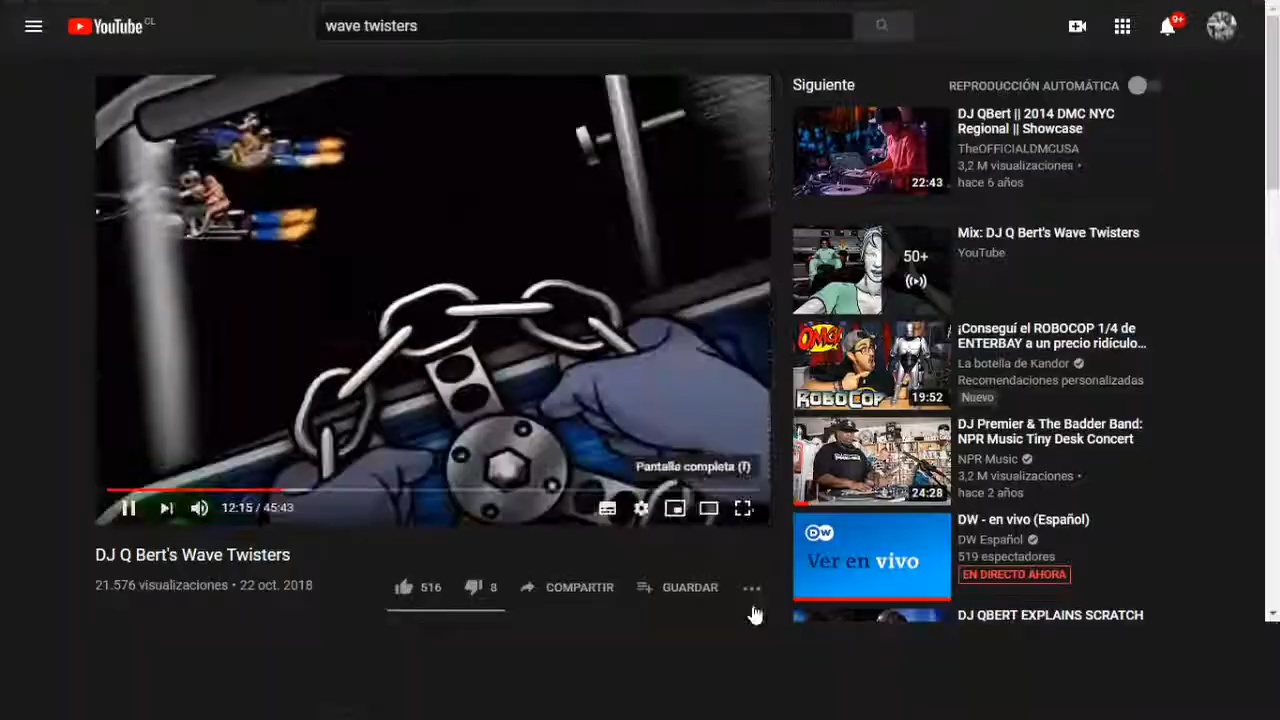 YouTube CL
wave twisters
9+
Siguiente
REPRODUCCIÓN AUTOMÁTICA
DJ QBert || 2014 DMC NYC
Regional || Showcase
TheOFFICIALDMCUSA
3,2 M visualizaciones •
hace 6 años
22:43
Mix: DJ Q Bert's Wave Twisters
YouTube
50+
¡Conseguí el ROBOCOP 1/4 de
ENTERBAY a un precio ridículo...
La botella de Kandor
Recomendaciones personalizadas
Nuevo
OMG!
ROBOCOP
19:52
DJ Premier & The Badder Band:
NPR Music Tiny Desk Concert
NPR Music
3,2 M visualizaciones •
hace 2 años
24:28
DW - en vivo (Español)
DW Español
519 espectadores
EN DIRECTO AHORA
DW
Ver en vivo
DJ QBERT EXPLAINS SCRATCH
Pantalla completa (f)
12:15 / 45:43
DJ Q Bert's Wave Twisters
21.576 visualizaciones • 22 oct. 2018
516
8
COMPARTIR
GUARDAR